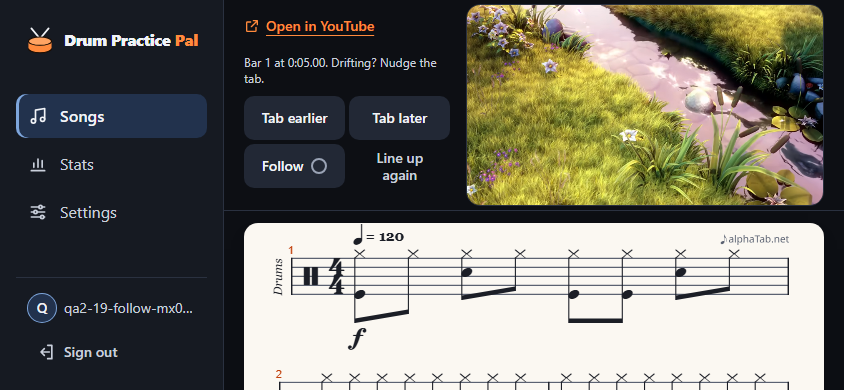 Drum Practice Pal
Songs
Stats
Settings
qa2-19-follow-mx0...
Q
Sign out
Open in YouTube
Bar 1 at 0:05.00. Drifting? Nudge the
tab.
Tab earlier
Tab later
Follow
Line up
again
= 120
alphaTab.net
1
Drums
4
4
f
2